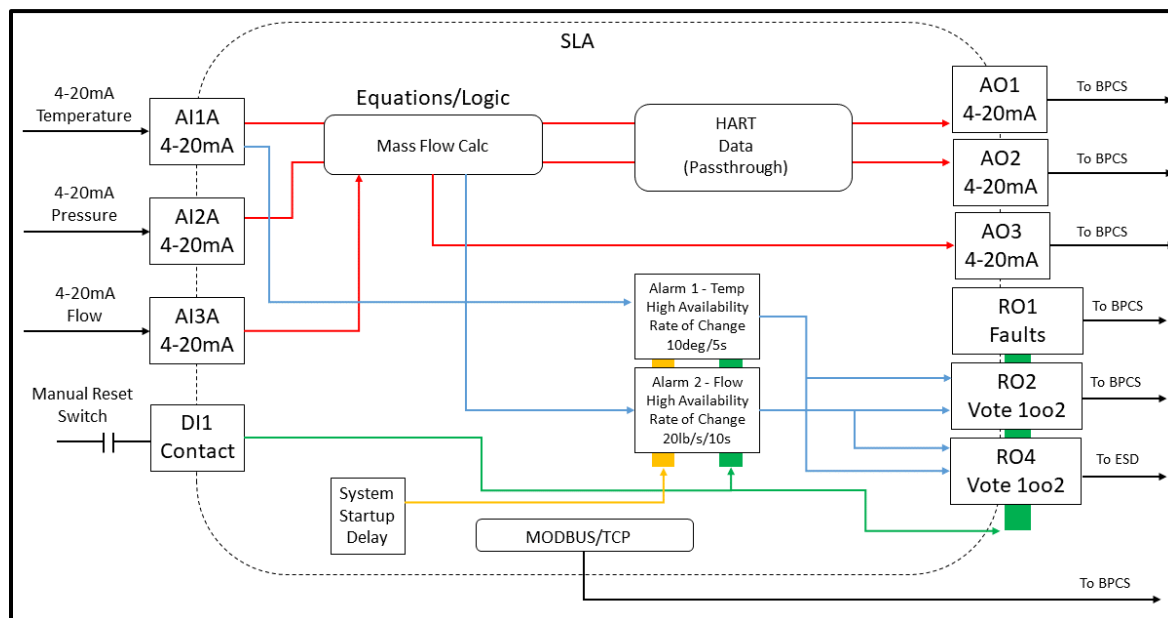 SLA
4-20mA
Temperature
AI1A
4-20mA
4-20mA
Pressure
AI2A
4-20mA
4-20mA
Flow
AI3A
4-20mA
Manual Reset
Switch
DI1
Contact
Equations/Logic
Mass Flow Calc
HART
Data
(Passthrough)
Alarm 1 - Temp
High Availability
Rate of Change
10deg/5s
Alarm 2 - Flow
High Availability
Rate of Change
20lb/s/10s
System
Startup
Delay
MODBUS/TCP
AO1
4-20mA
To BPCS
AO2
4-20mA
To BPCS
AO3
4-20mA
To BPCS
RO1
Faults
To BPCS
RO2
Vote 1oo2
To BPCS
RO4
Vote 1oo2
To ESD
To BPCS